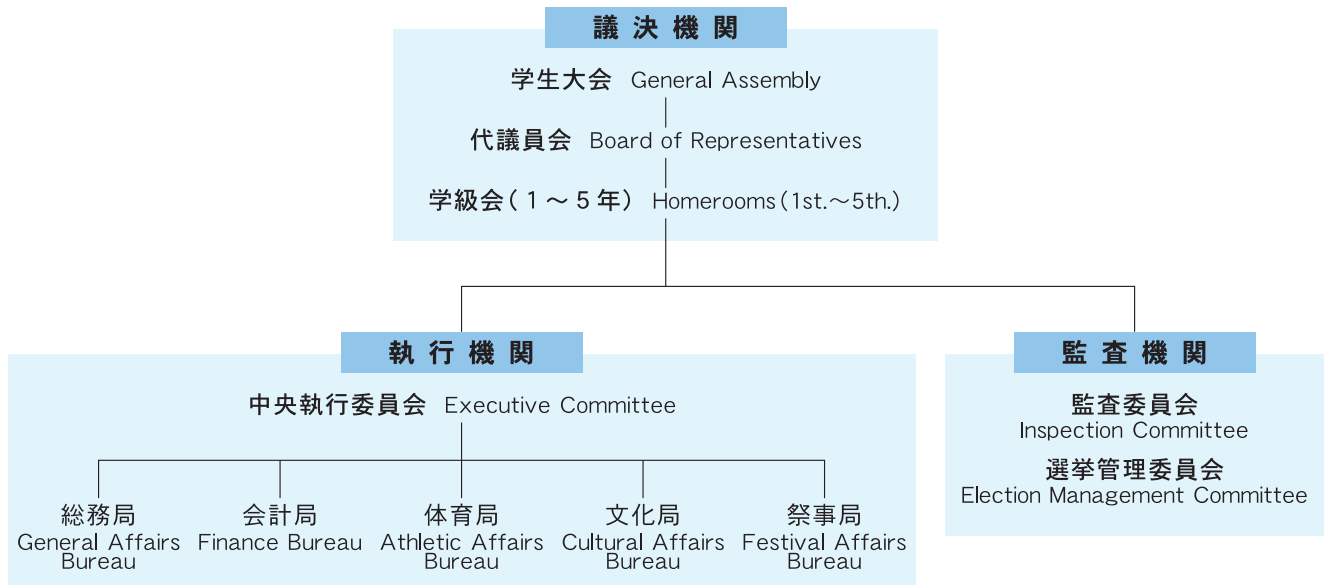 議決機関
学生大会 General Assembly
代議員会 Board of Representatives
学級会(1～5年) Homerooms(1st.～5th.)
執行機関
中央執行委員会 Executive Committee
総務局
General Affairs
Bureau
会計局
Finance Bureau
体育局
Athletic Affairs
Bureau
文化局
Cultural Affairs
Bureau
祭事局
Festival Affairs
Bureau
監査機関
監査委員会
Inspection Committee
選挙管理委員会
Election Management Committee